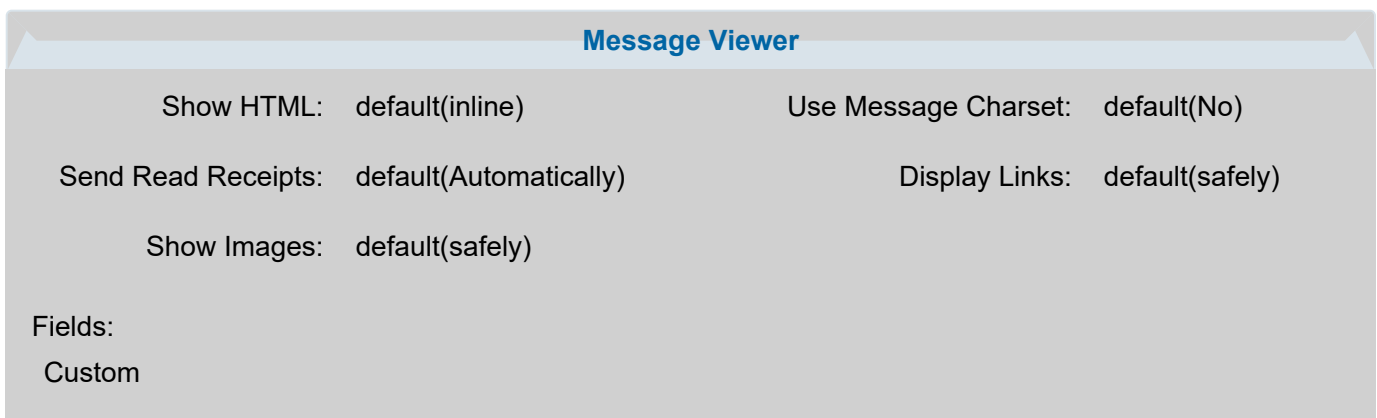 Message Viewer
Show HTML: default(inline) Use Message Charset: default(No)
Send Read Receipts: default(Automatically) Display Links: default(safely)
Show Images: default(safely)
Fields:
Custom